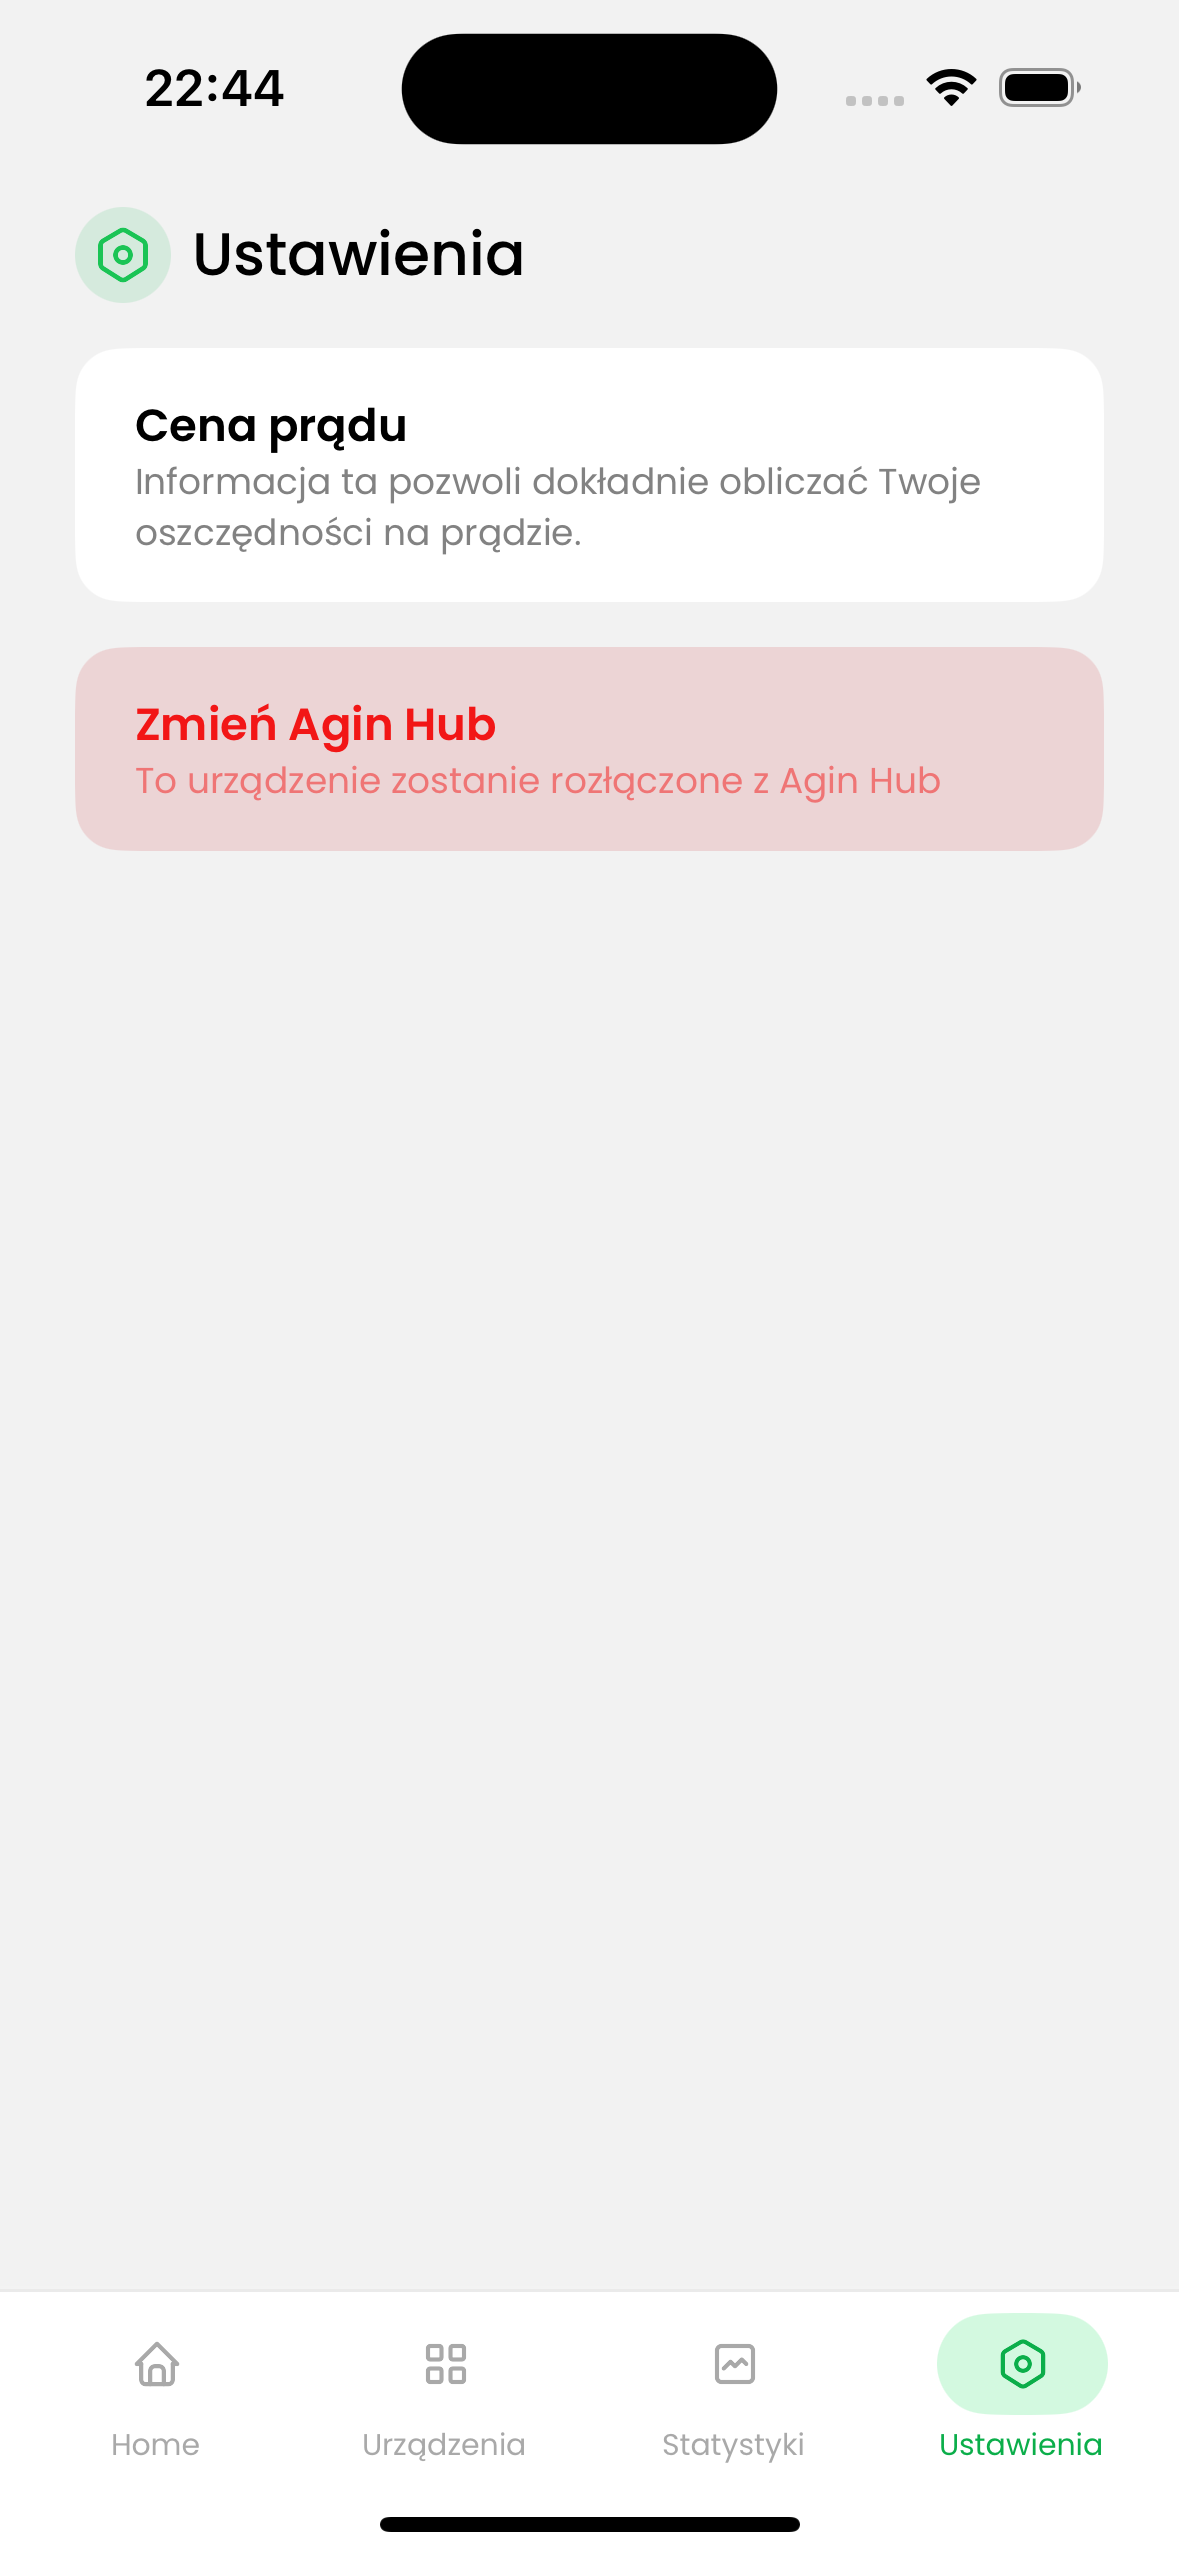 22:44
Ustawienia
Cena prądu
Informacja ta pozwoli dokładnie obliczać Twoje
oszczędności na prądzie.
Zmień Agin Hub
To urządzenie zostanie rozłączone z Agin Hub
Home
Urządzenia
Statystyki
Ustawienia